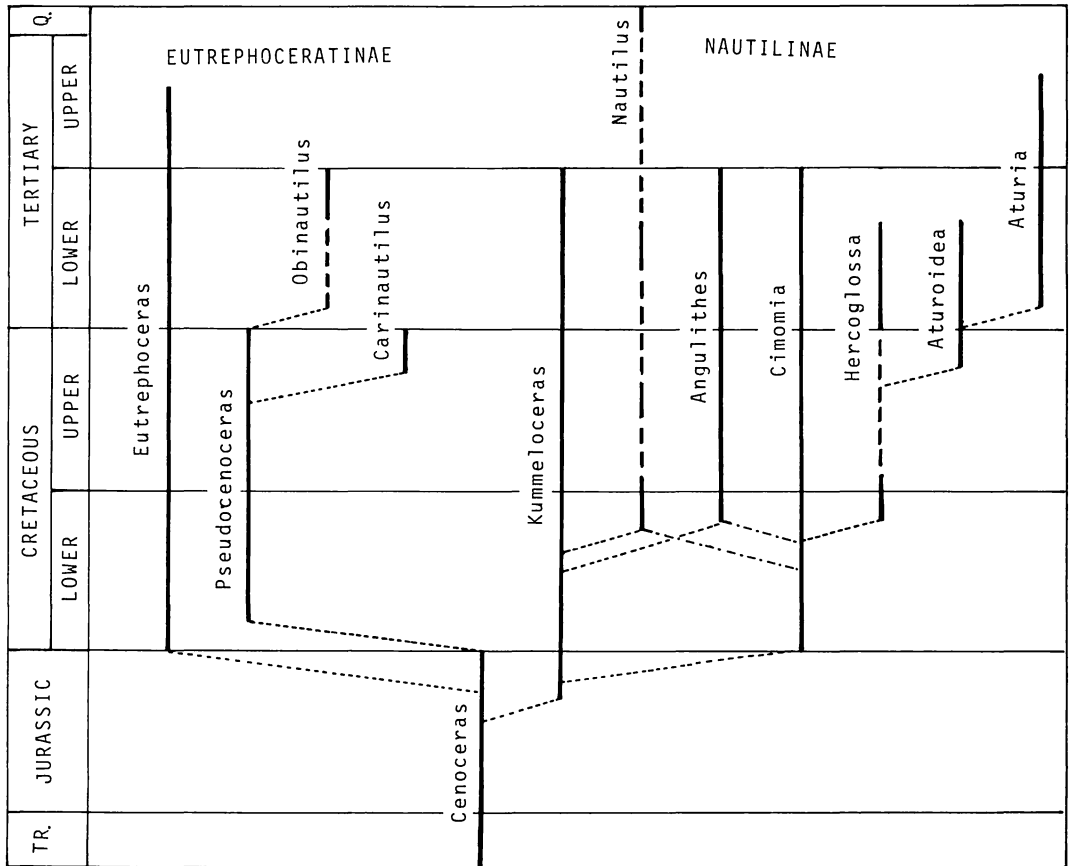 Q.
TERTIARY
UPPER
LOWER
CRETACEOUS
UPPER
LOWER
JURASSIC
TR.
EUTREPHOCERATINAE
NAUTILINAE
Eutrephoceras
Pseudocenoceras
Obinautilus
Carinautilus
Cenoceras
Kummeloceras
Nautilus
Angulithes
Cimomia
Hercoglossa
Aturoidea
Aturia